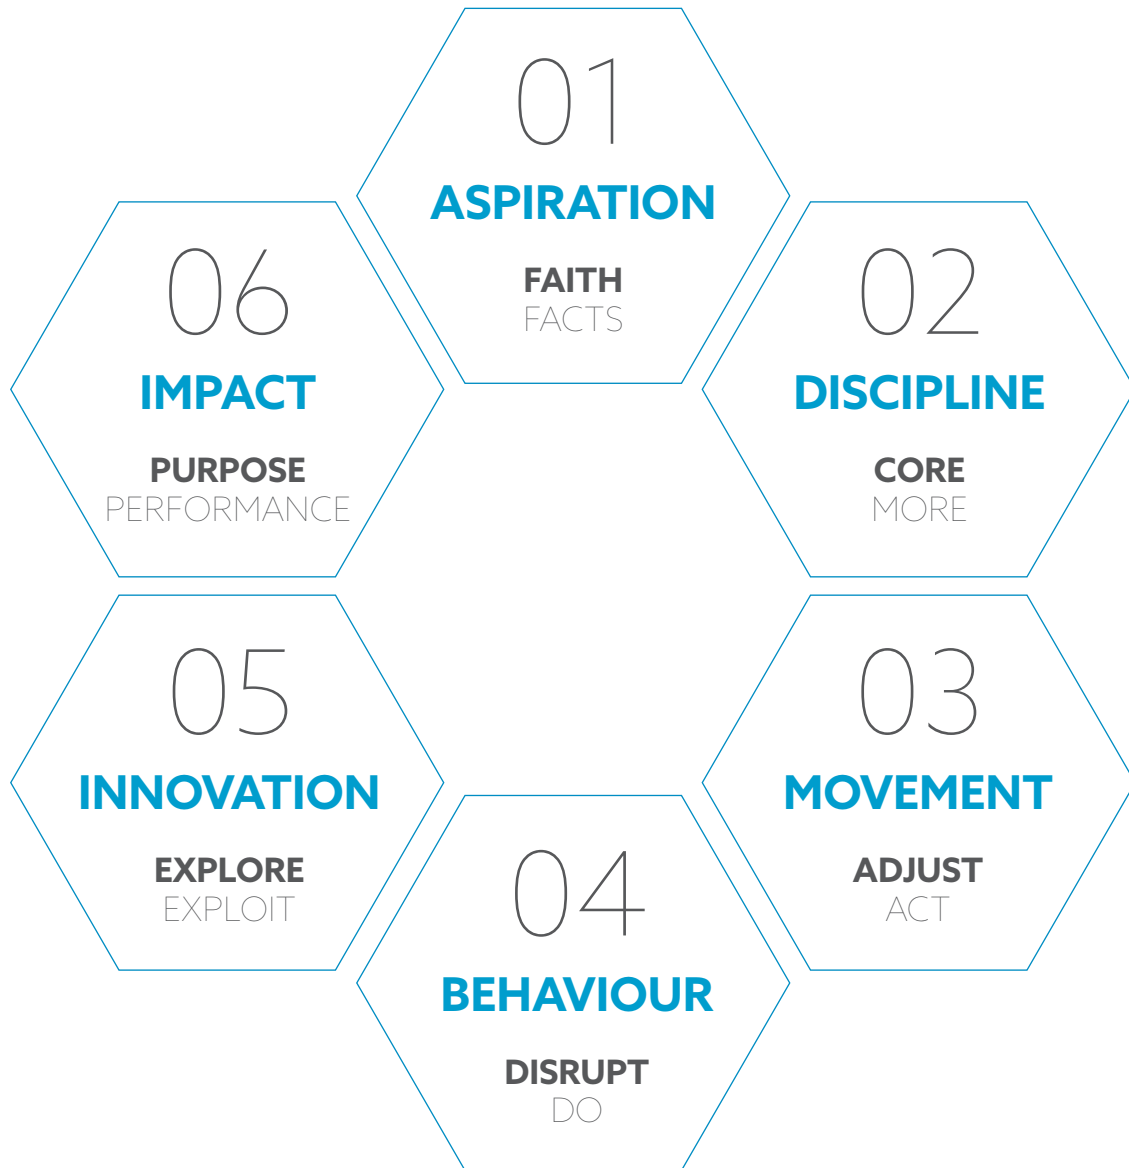 01
ASPIRATION
FAITH
FACTS
02
DISCIPLINE
CORE
MORE
03
MOVEMENT
ADJUST
ACT
04
BEHAVIOUR
DISRUPT
DO
05
INNOVATION
EXPLORE
EXPLOIT
06
IMPACT
PURPOSE
PERFORMANCE